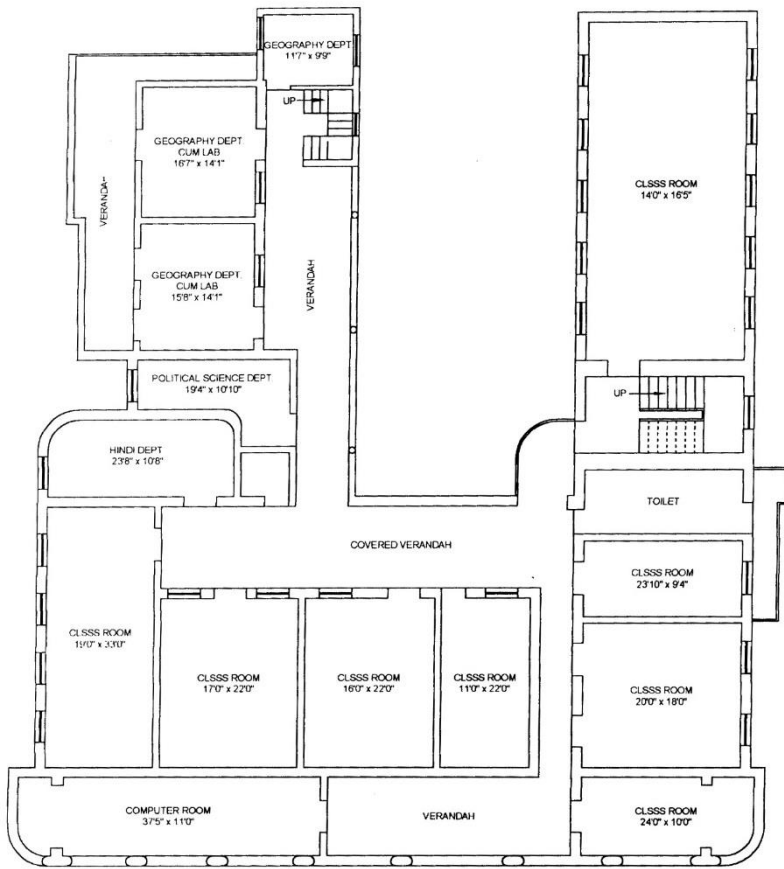 GEOGRAPHY DEPT.
11'7" x 9'9"
UP
GEOGRAPHY DEPT.
CUM LAB
16'7" x 14'1"
VERANDA
CLSSS ROOM
14'0" x 16'5"
GEOGRAPHY DEPT.
CUM LAB
15'8" x 14'1"
VERANDAH
POLITICAL SCIENCE DEPT.
19'4" x 10'10"
UP
HINDI DEPT
23'8" x 10'8"
TOILET
COVERED VERANDAH
CLSSS ROOM
23'10" x 9'4"
CLSSS ROOM
19'0" x 33'0"
CLSSS ROOM
17'0" x 22'0"
CLSSS ROOM
16'0" x 22'0"
CLSSS ROOM
11'0" x 22'0"
CLSSS ROOM
20'0" x 18'0"
COMPUTER ROOM
37'5" x 11'0"
VERANDAH
CLSSS ROOM
24'0" x 10'0"